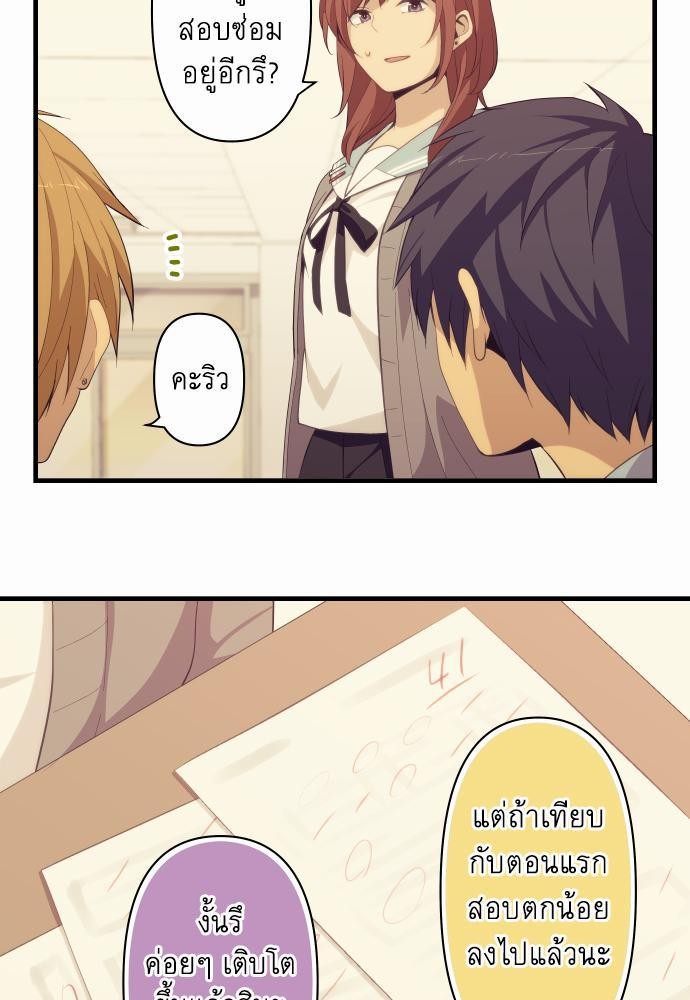 สอบซ่อม
อยู่อีกรึ?
คะริว
41
แต่ถ้าเทียบ
กับตอนแรก
สอบตกน้อย
ลงไปแล้วนะ
งั้นรึ
ค่อยๆ เติบโต